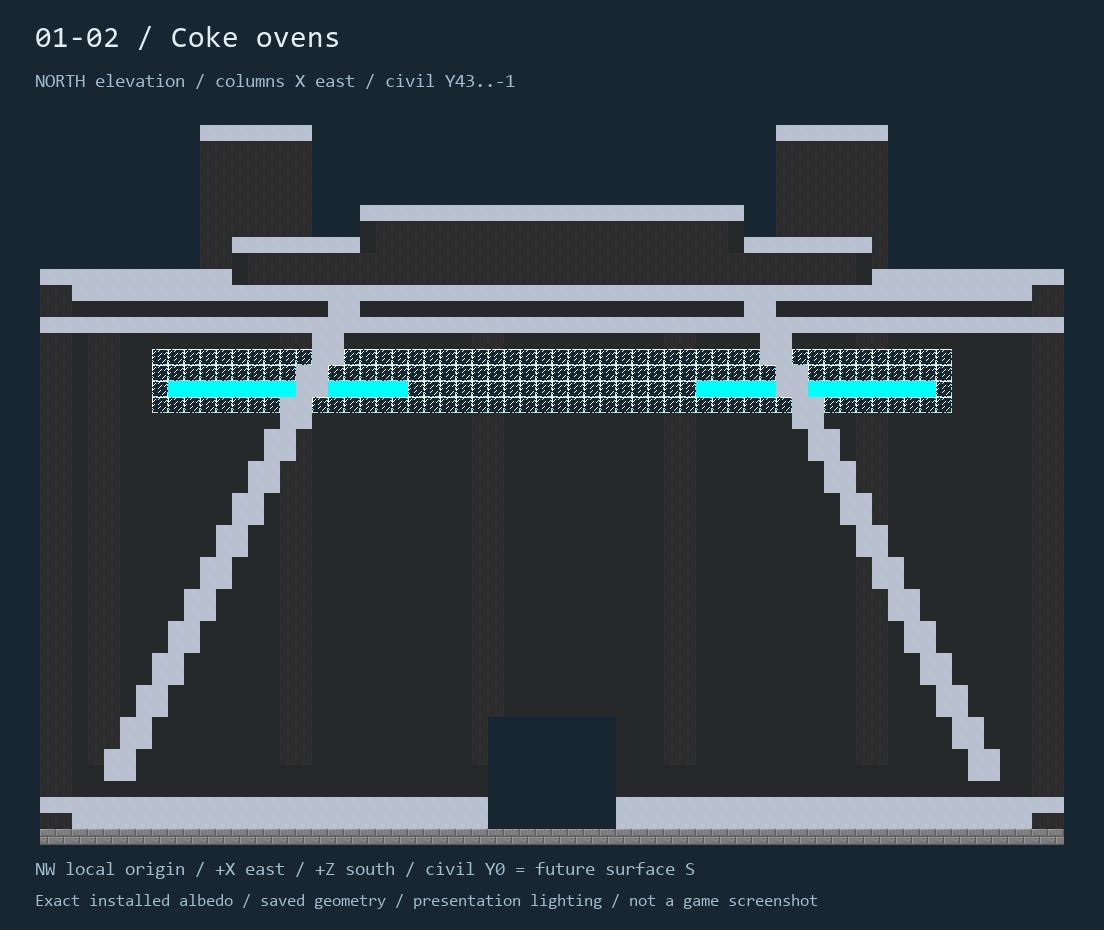 01-02 / Coke ovens
NORTH elevation / columns X east / civil Y43..-1
NW local origin / +X east / +Z south / civil Y0 = future surface S
Exact installed albedo / saved geometry / presentation lighting / not a game screenshot